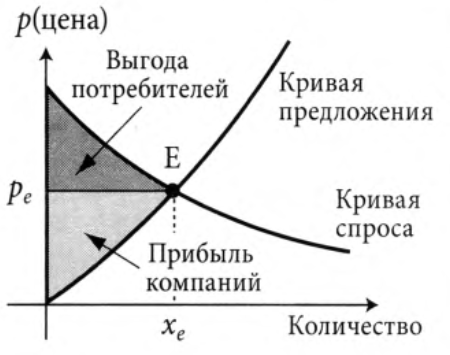 p(цена)
Выгода
потребителей
Кривая
предложения
E
pₑ
Кривая
спроса
Прибыль
компаний
xₑ
Количество